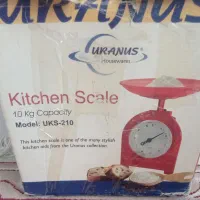 URANUS
URANUS
Kitchen Scale
10 Kg Capacity
Model: UKS-210
This kitchen scale is one of the many stylish
kitchen aids from the Uranus collection.